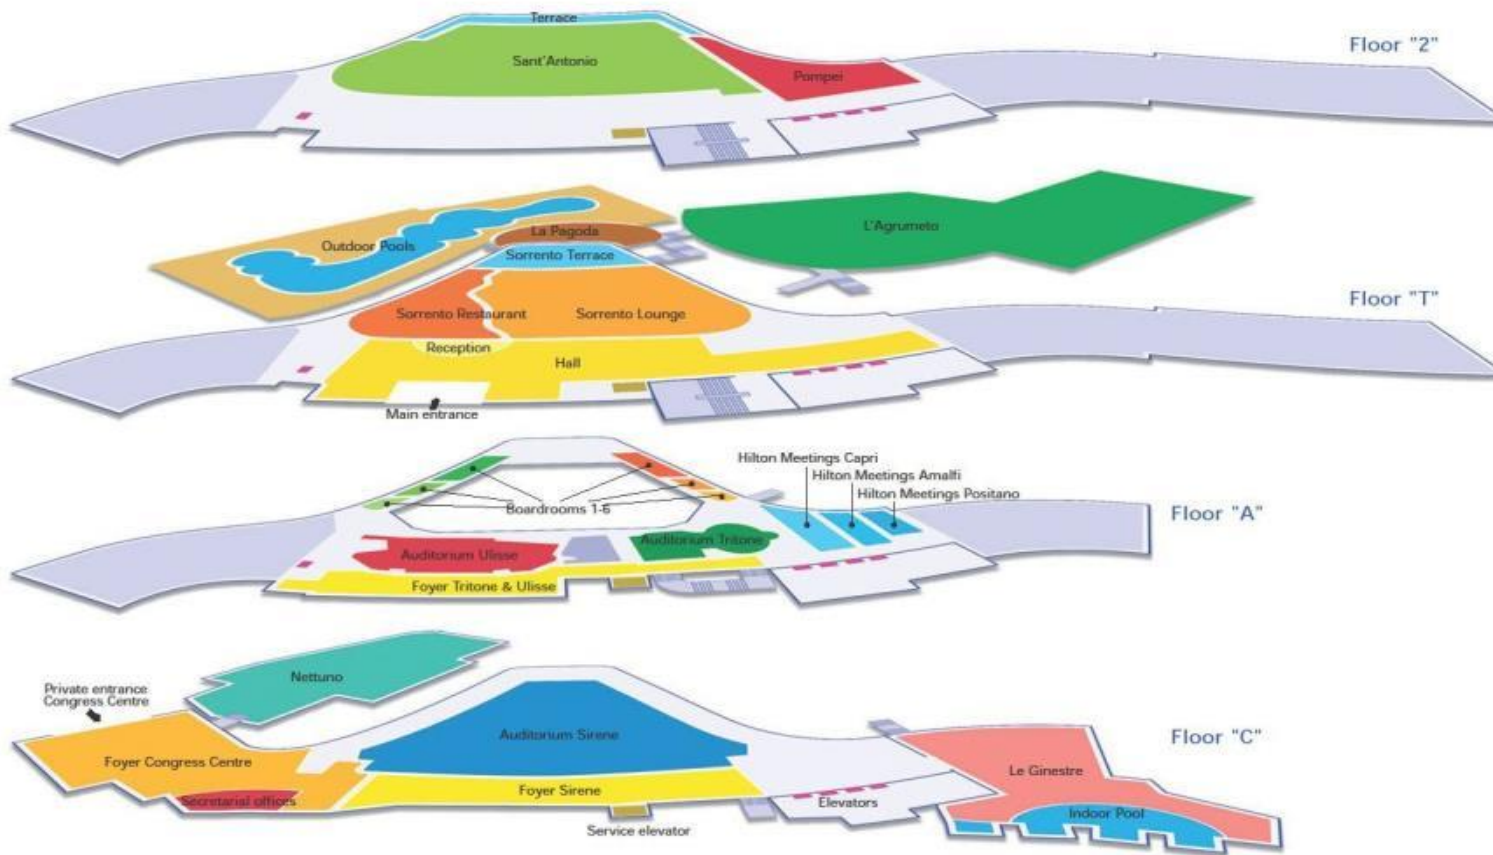 Terrace
Floor "2"
Sant'Antonio
Pompei
L'Agrumeto
La Pagoda
Outdoor Pools
Sorrento Terrace
Floor "T"
Sorrento Restaurant
Sorrento Lounge
Reception
Hall
Main entrance
Hilton Meetings Capri
Hilton Meetings Amalfi
Hilton Meetings Positano
Boardrooms 1-6
Floor "A"
Auditorium Tritone
Auditorium Ulisse
Foyer Tritone & Ulisse
Nettuno
Private entrance
Congress Centre
Auditorium Sirene
Floor "C"
Foyer Congress Centre
Le Ginestre
Foyer Sirene
Secretarial offices
Elevators
Indoor Pool
Service elevator